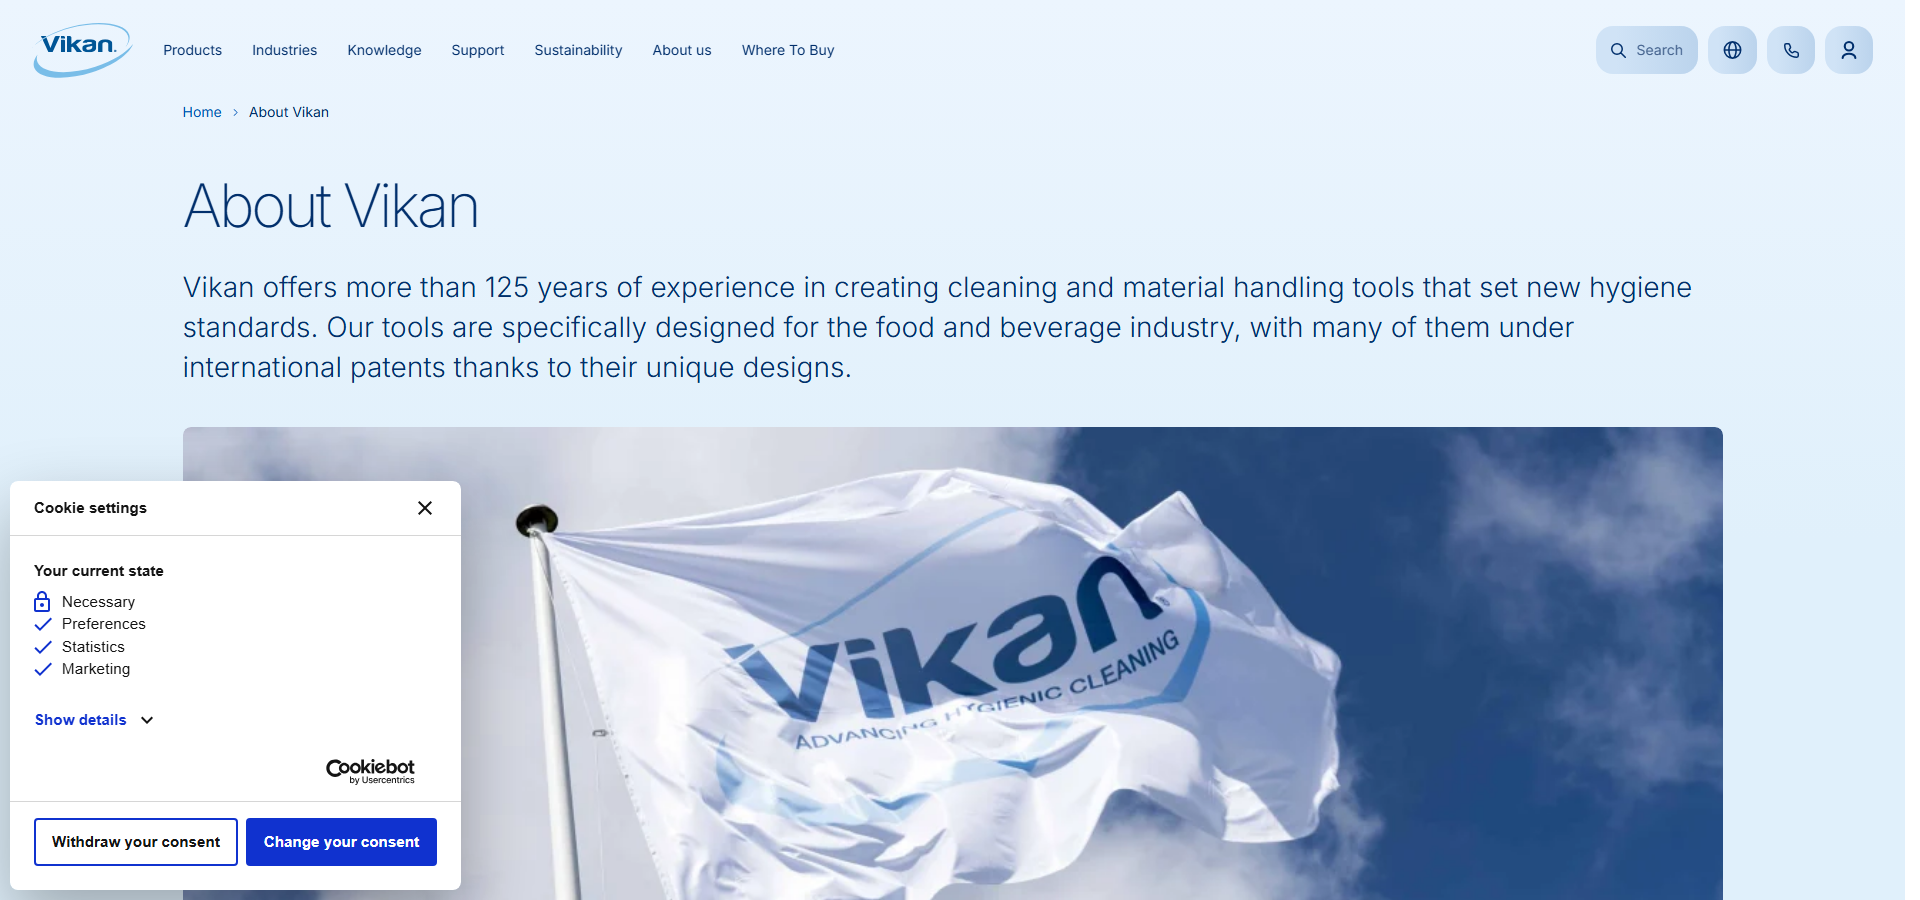 Vikan
Products
Industries
Knowledge
Support
Sustainability
About us
Where To Buy
Search
Home > About Vikan
About Vikan
Vikan offers more than 125 years of experience in creating cleaning and material handling tools that set new hygiene
standards. Our tools are specifically designed for the food and beverage industry, with many of them under
international patents thanks to their unique designs.
Vikan®
ADVANCING HYGIENIC CLEANING
Cookie settings
Your current state
Necessary
Preferences
Statistics
Marketing
Show details
Cookiebot
by Usercentrics
Withdraw your consent
Change your consent